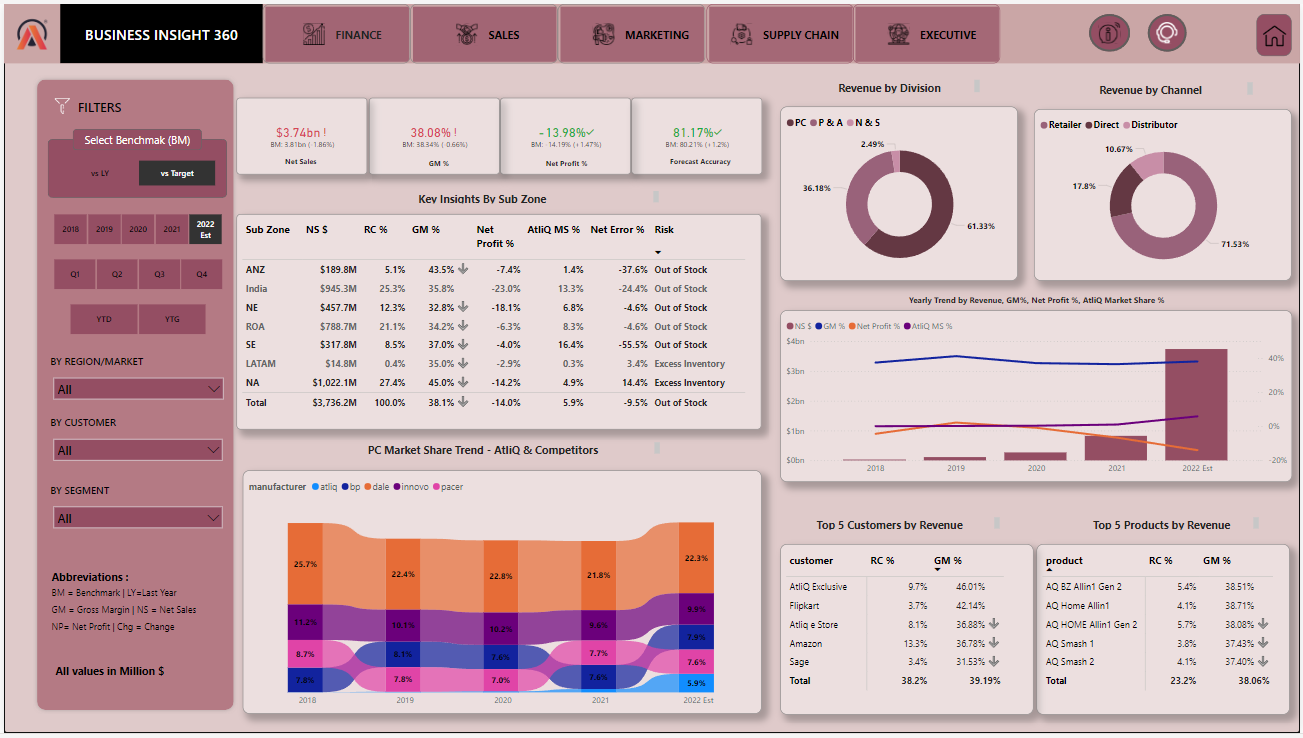 BUSINESS INSIGHT 360
FINANCE
SALES
MARKETING
SUPPLY CHAIN
EXECUTIVE
FILTERS
Select Benchmak (BM)
vs LY
vs Target
2018 2019 2020 2021 2022 Est
Q1 Q2 Q3 Q4
YTD YTG
BY REGION/MARKET
All
BY CUSTOMER
All
BY SEGMENT
All
Abbreviations :
BM = Benchmark | LY=Last Year
GM = Gross Margin | NS = Net Sales
NP= Net Profit | Chg = Change
All values in Million $
$3.74bn !
BM: 3.81bn (-1.86%)
Net Sales
38.08% !
BM: 38.34% (-0.66%)
GM %
-13.98%✓
BM: -14.19% (+1.47%)
Net Profit %
81.17%✓
BM: 80.21% (+1.2%)
Forecast Accuracy
Key Insights By Sub Zone
Sub Zone NS $ RC % GM % Net Profit % AtliQ MS % Net Error % Risk
ANZ $189.8M 5.1% 43.5% -7.4% 1.4% -37.6% Out of Stock
India $945.3M 25.3% 35.8% -23.0% 13.3% -24.4% Out of Stock
NE $457.7M 12.3% 32.8% -18.1% 6.8% -4.6% Out of Stock
ROA $788.7M 21.1% 34.2% -6.3% 8.3% -4.6% Out of Stock
SE $317.8M 8.5% 37.0% -4.0% 16.4% -55.5% Out of Stock
LATAM $14.8M 0.4% 35.0% -2.9% 0.3% 3.4% Excess Inventory
NA $1,022.1M 27.4% 45.0% -14.2% 4.9% 14.4% Excess Inventory
Total $3,736.2M 100.0% 38.1% -14.0% 5.9% -9.5% Out of Stock
PC Market Share Trend - AtliQ & Competitors
manufacturer atliq bp dale innovo pacer
25.7% 22.4% 22.8% 21.8% 22.3%
11.2% 10.1% 10.2% 9.6% 9.9%
8.7% 8.1% 7.6% 7.7% 7.9%
7.8% 7.8% 7.0% 7.6% 7.6%
5.9%
2018 2019 2020 2021 2022 Est
Revenue by Division
PC P & A N & S
2.49%
36.18%
61.33%
Revenue by Channel
Retailer Direct Distributor
10.67%
17.8%
71.53%
Yearly Trend by Revenue, GM%, Net Profit %, AtliQ Market Share %
NS $ GM % Net Profit % AtliQ MS %
$4bn
$3bn 40%
$2bn 20%
$1bn 0%
$0bn -20%
2018 2019 2020 2021 2022 Est
Top 5 Customers by Revenue
customer RC % GM %
AtliQ Exclusive 9.7% 46.01%
Flipkart 3.7% 42.14%
Atliq e Store 8.1% 36.88%
Amazon 13.3% 36.78%
Sage 3.4% 31.53%
Total 38.2% 39.19%
Top 5 Products by Revenue
product RC % GM %
AQ BZ Allin1 Gen 2 5.4% 38.51%
AQ Home Allin1 4.1% 38.71%
AQ HOME Allin1 Gen 2 5.7% 38.08%
AQ Smash 1 3.8% 37.43%
AQ Smash 2 4.1% 37.40%
Total 23.2% 38.06%